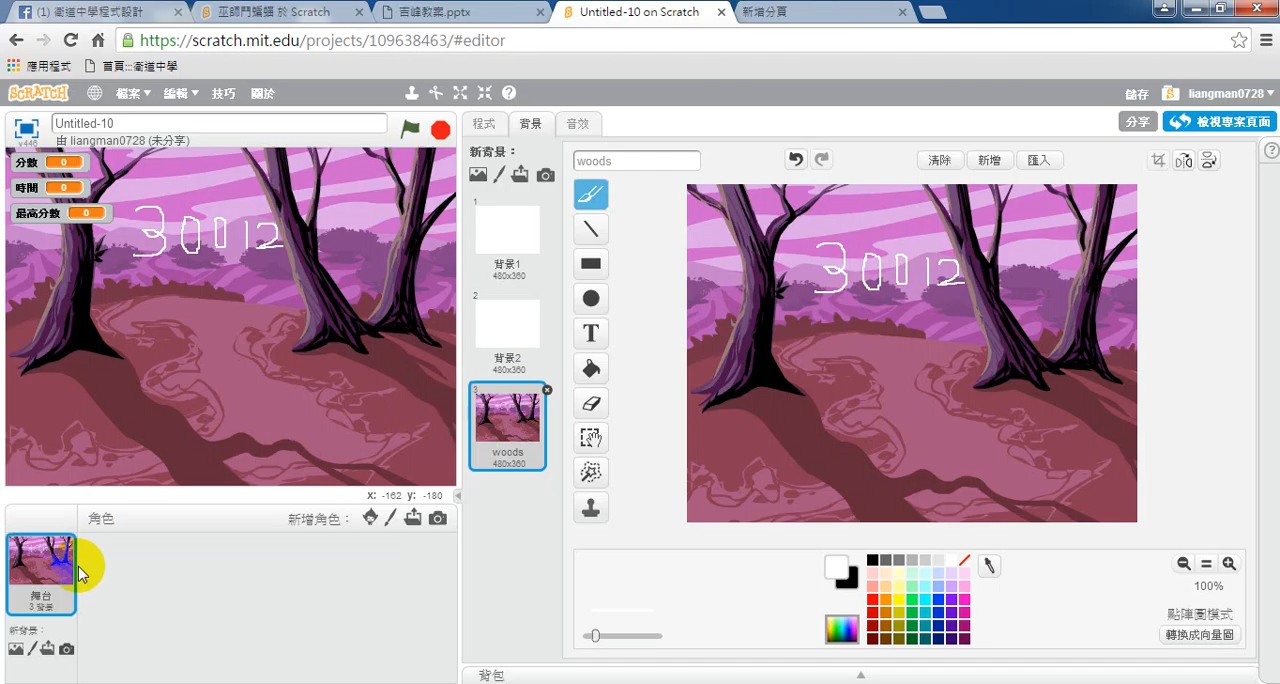 (1) 衛道中學程式設計
巫師鬥蝙蝠 於 Scratch
吉峰教案.pptx
Untitled-10 on Scratch
新增分頁
https://scratch.mit.edu/projects/109638463/#editor
應用程式
首頁:::衛道中學
SCRATCH
檔案▼
編輯▼
技巧
關於
儲存
liangman0728▼
Untitled-10
由 liangman0728 (未分享)
v446
分享
檢視專案頁面
程式
背景
音效
分數 0
時間 0
最高分數 0
30012
新背景：
1
背景1
480x360
2
背景2
480x360
3
woods
480x360
woods
清除
新增
匯入
30012
T
x: -162 y: -180
角色
新增角色：
舞台
3 背景
新背景：
100%
點陣圖模式
轉換成向量圖
背包